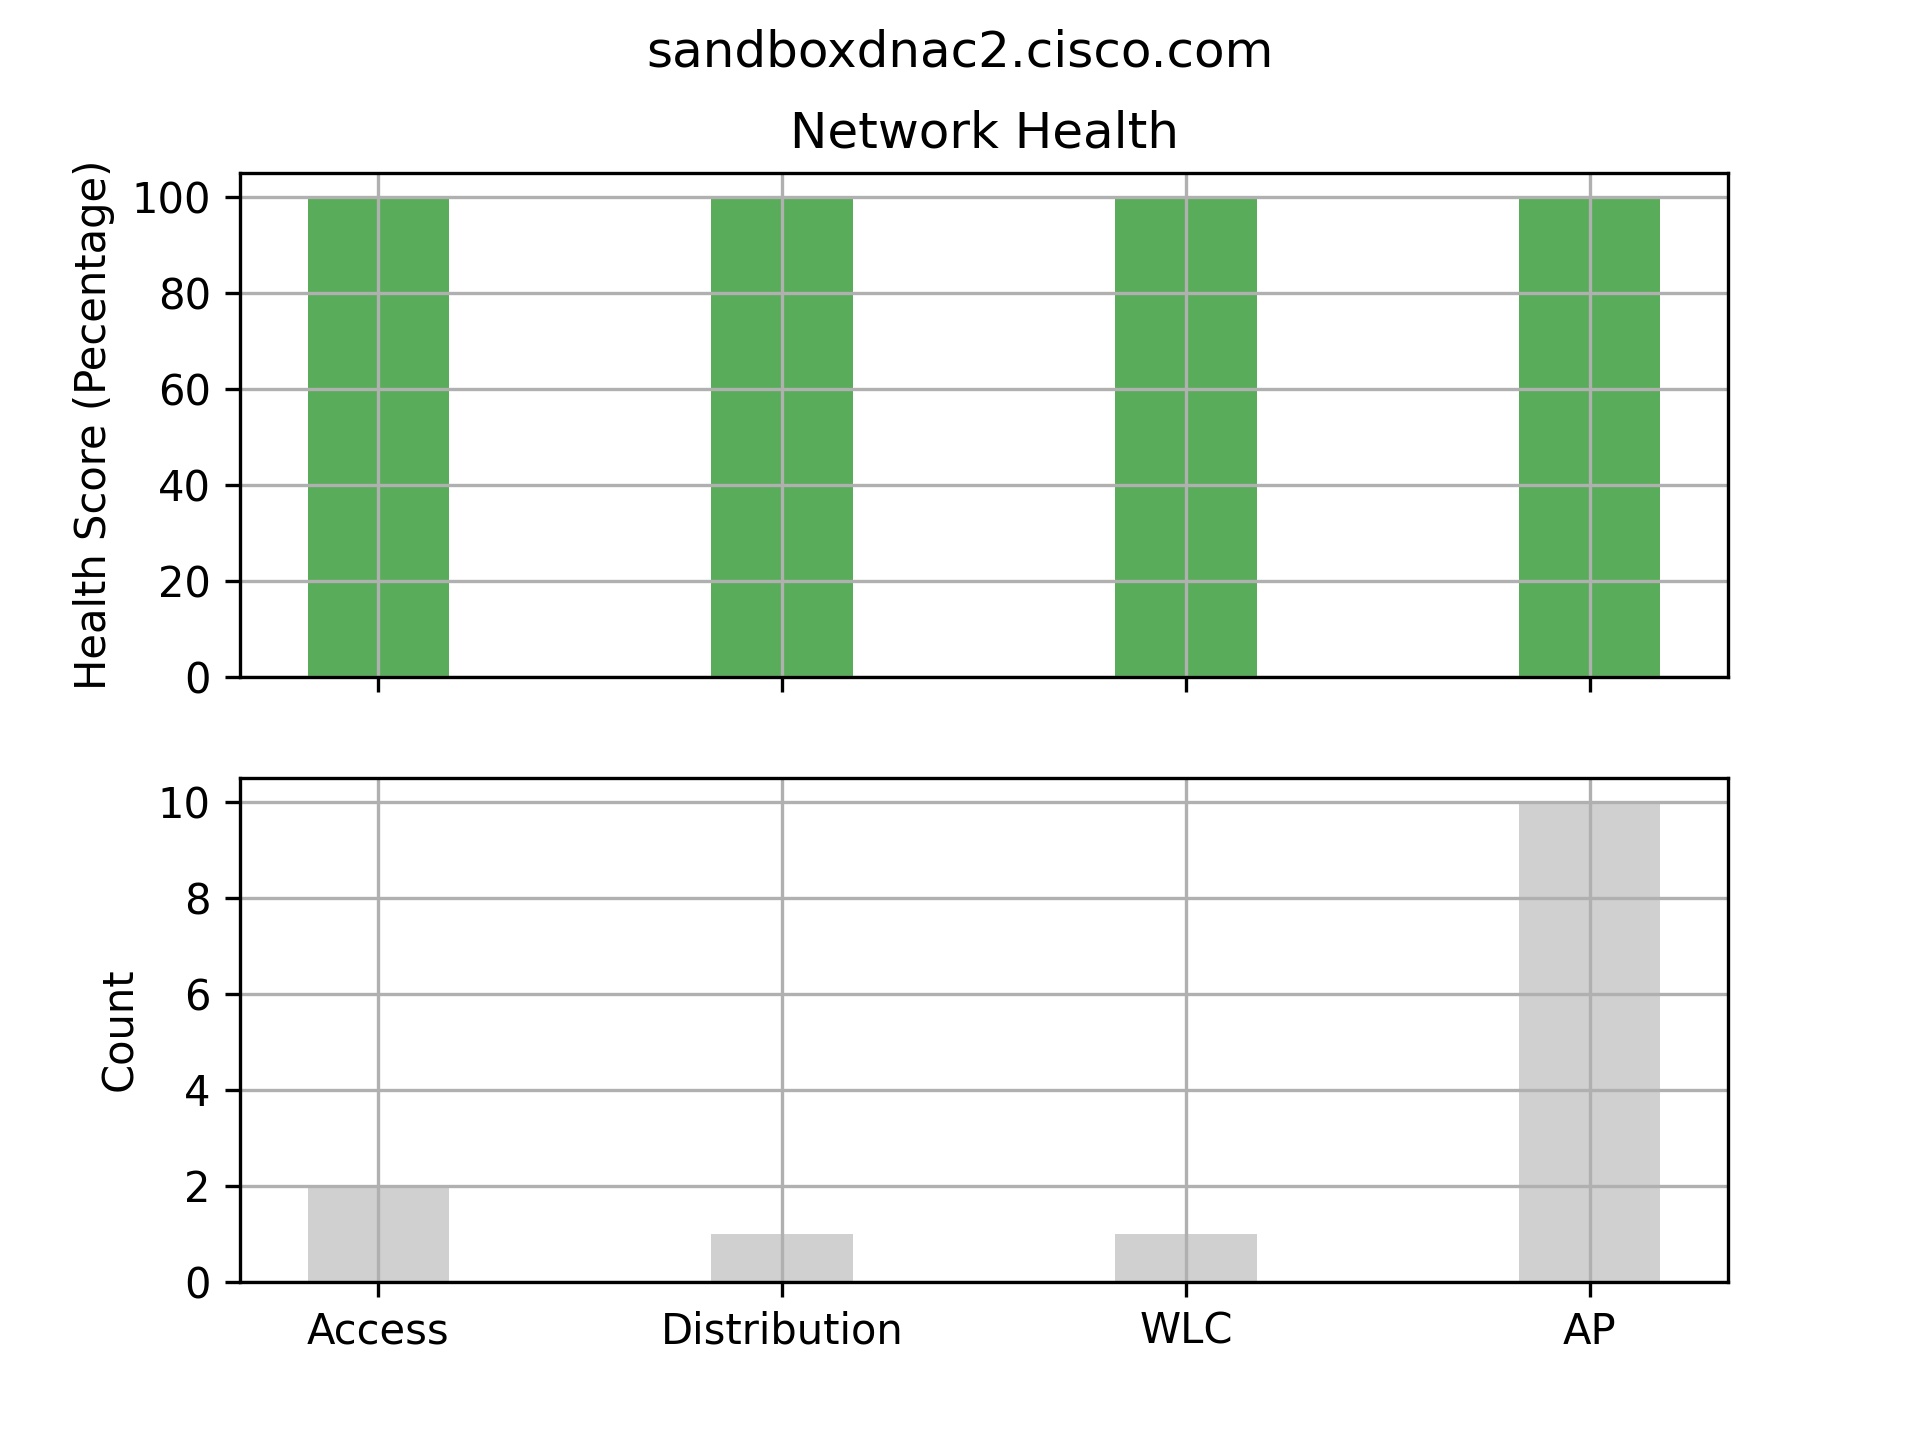 sandboxdnac2.cisco.com
Network Health
Health Score (Pecentage)
100
80
60
40
20
0
Count
10
8
6
4
2
0
Access
Distribution
WLC
AP